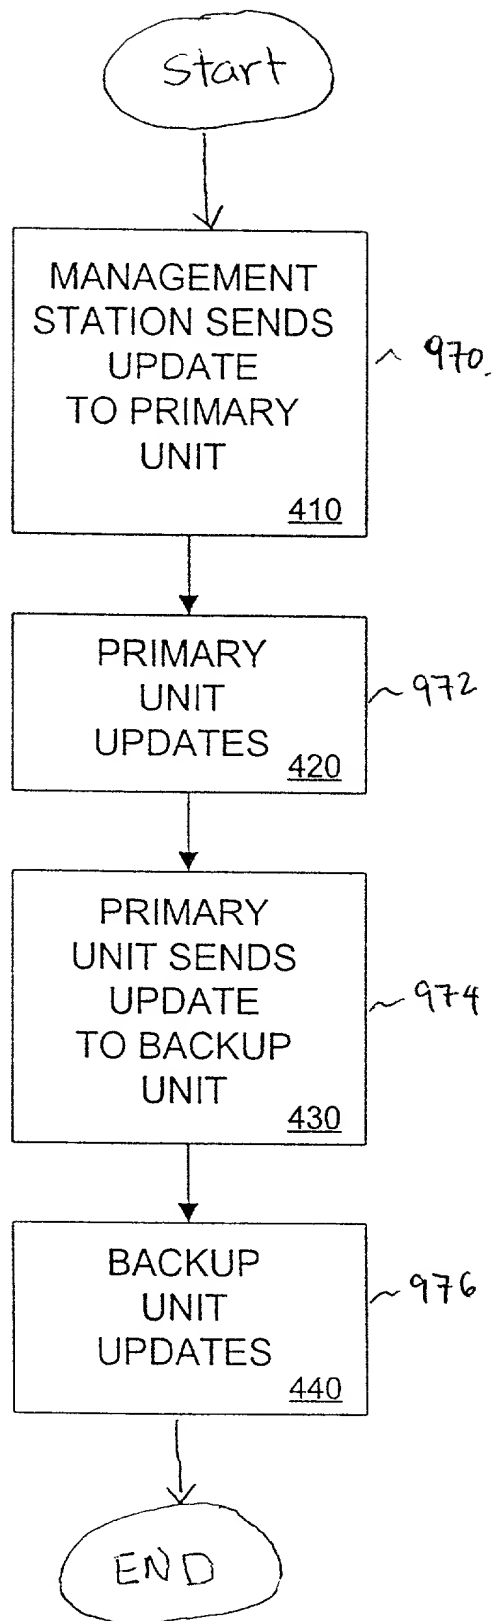 Start
MANAGEMENT
STATION SENDS
UPDATE
TO PRIMARY
UNIT
410
970
PRIMARY
UNIT
UPDATES
420
972
PRIMARY
UNIT SENDS
UPDATE
TO BACKUP
UNIT
430
974
BACKUP
UNIT
UPDATES
440
976
END